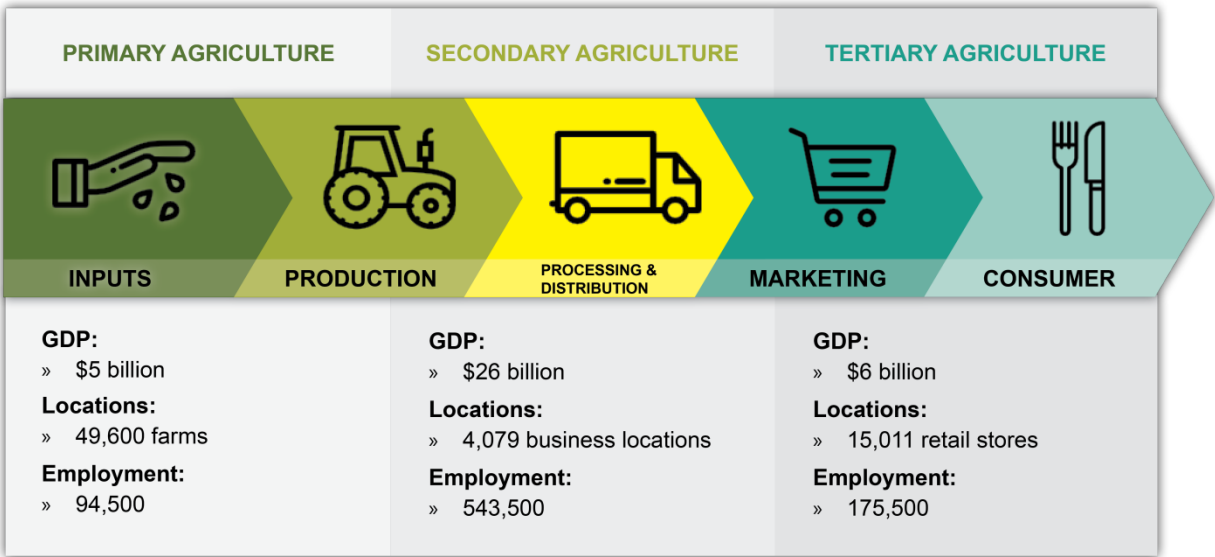 PRIMARY AGRICULTURE
SECONDARY AGRICULTURE
TERTIARY AGRICULTURE
INPUTS
PRODUCTION
PROCESSING &
DISTRIBUTION
MARKETING
CONSUMER
GDP:
» $5 billion
Locations:
» 49,600 farms
Employment:
» 94,500
GDP:
» $26 billion
Locations:
» 4,079 business locations
Employment:
» 543,500
GDP:
» $6 billion
Locations:
» 15,011 retail stores
Employment:
» 175,500